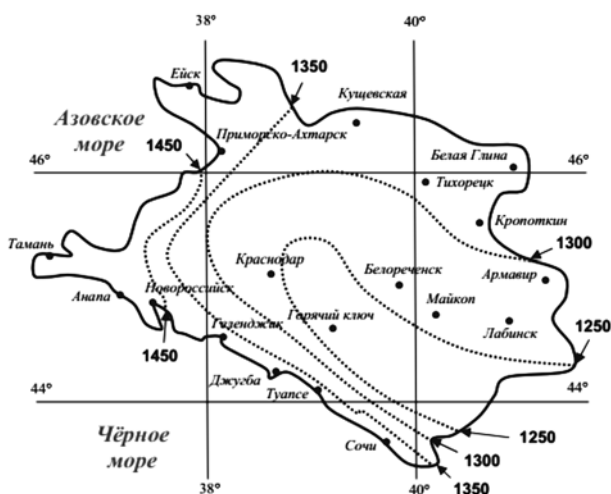 38°
40°
Ейск
1350
Кущевская
Азовское
море
1450
Приморско-Ахтарск
46°
46°
Белая Глина
Тихорецк
Кропоткин
Тамань
1300
Краснодар
Белореченск
Армавир
Анапа
Новороссийск
Майкоп
Горячий ключ
Лабинск
1450
Геленджик
1250
Джугба
44°
44°
Туапсе
Чёрное
море
1250
Сочи
1300
1350
38°
40°